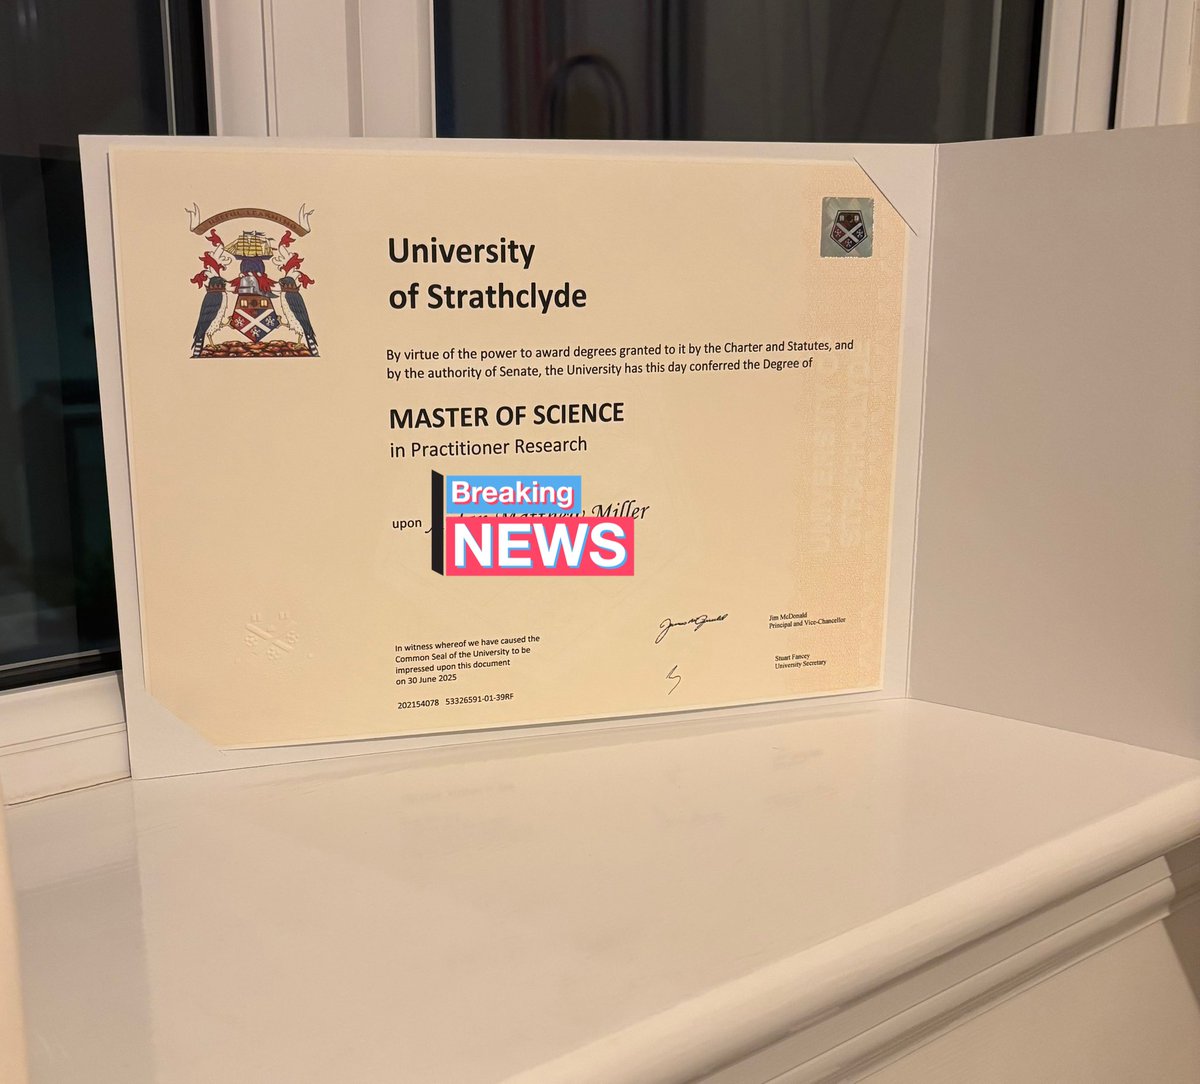 USEFUL LEARNING
University
of Strathclyde
By virtue of the power to award degrees granted to it by the Charter and Statutes, and
by the authority of Senate, the University has this day conferred the Degree of
MASTER OF SCIENCE
in Practitioner Research
Breaking
upon Matthew Miller
NEWS
In witness whereof we have caused the
Common Seal of the University to be
impressed upon this document
on 30 June 2025
202154078 53326591-01-39RF
Jim McDonald
Principal and Vice-Chancellor
Stuart Fancey
University Secretary